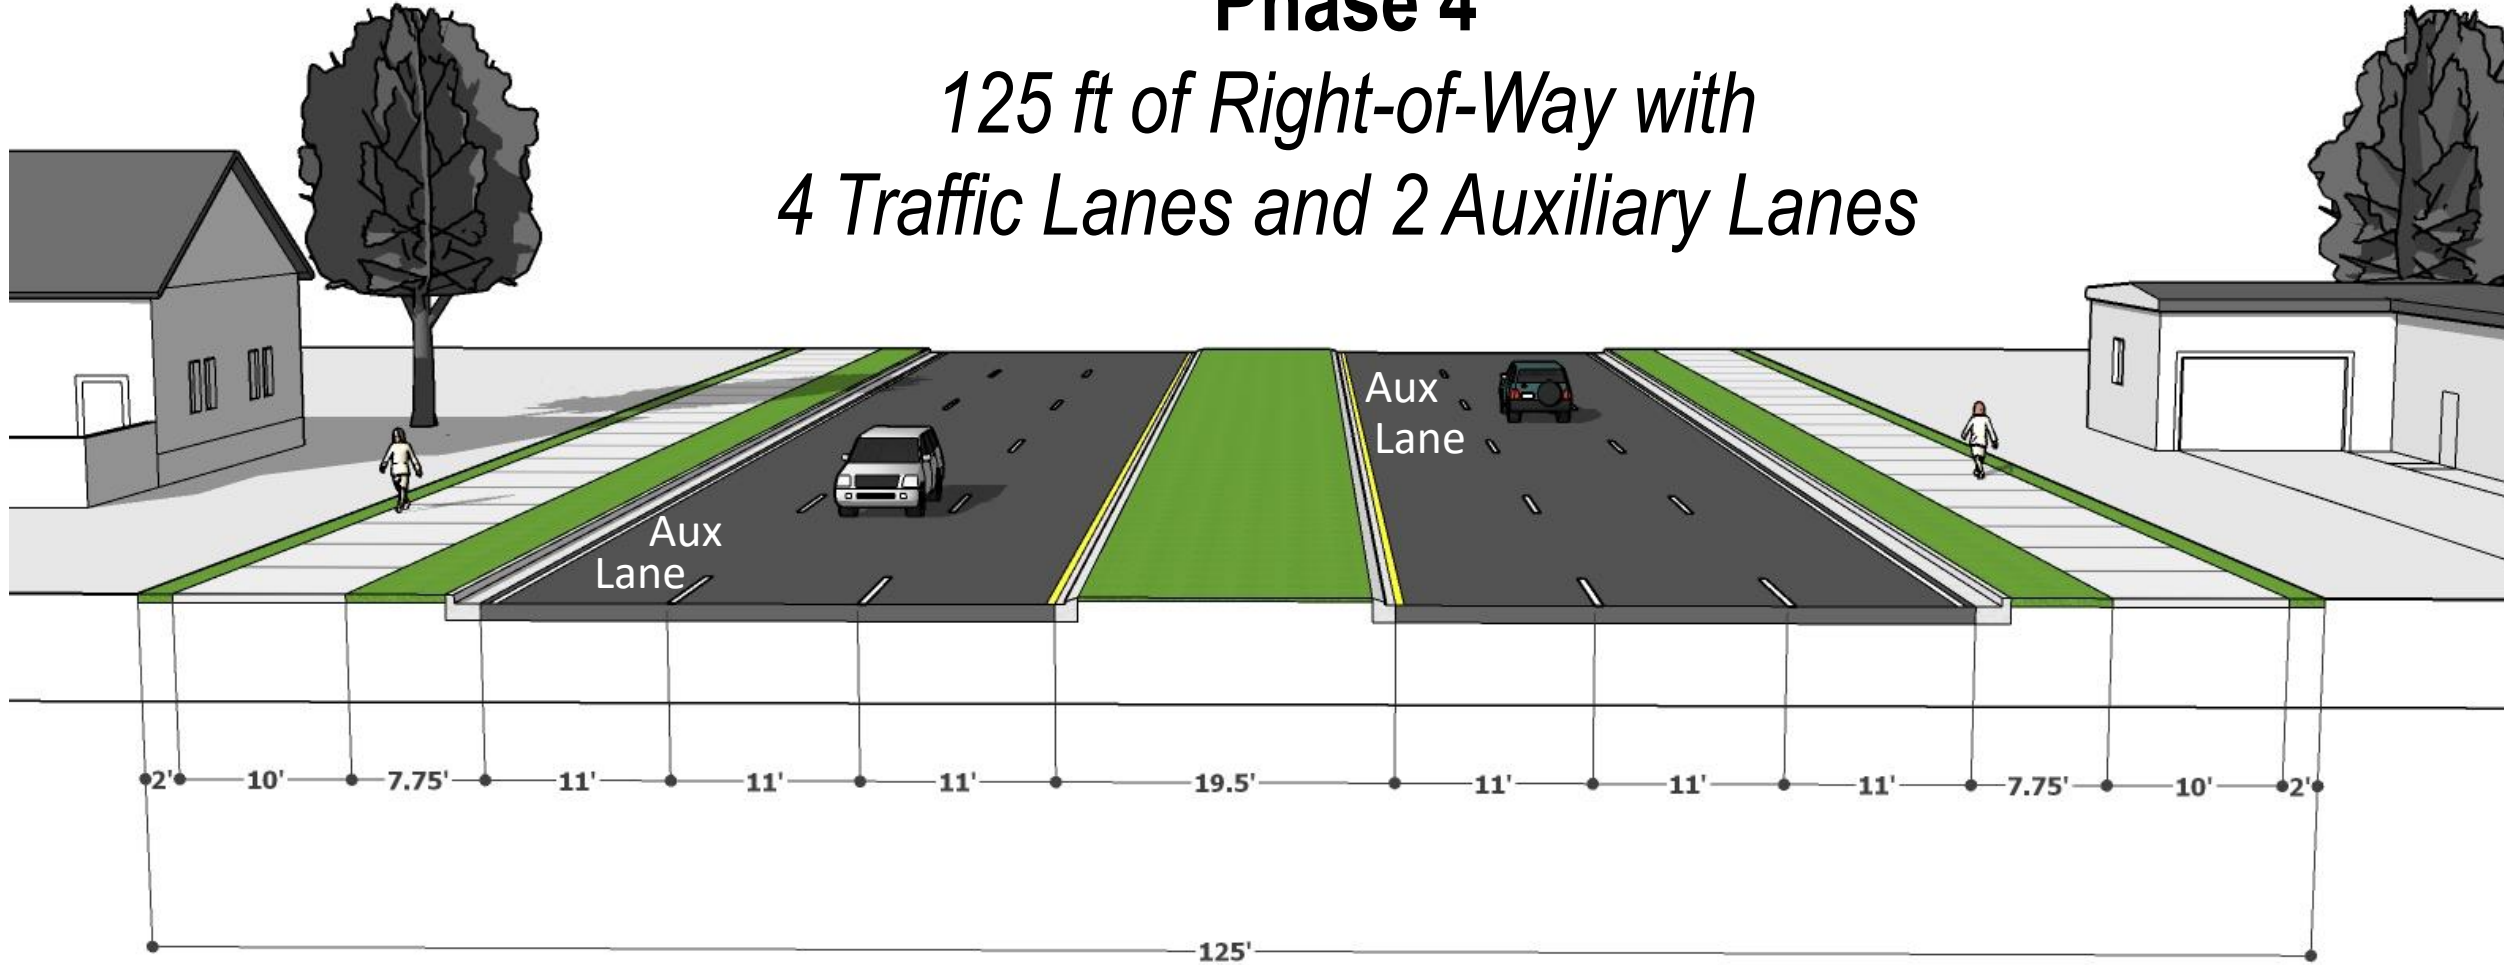 Phase 4
125 ft of Right-of-Way with
4 Traffic Lanes and 2 Auxiliary Lanes
Aux
Lane
Aux
Lane
2' 10' 7.75' 11' 11' 11' 19.5' 11' 11' 11' 7.75' 10' 2'
125'